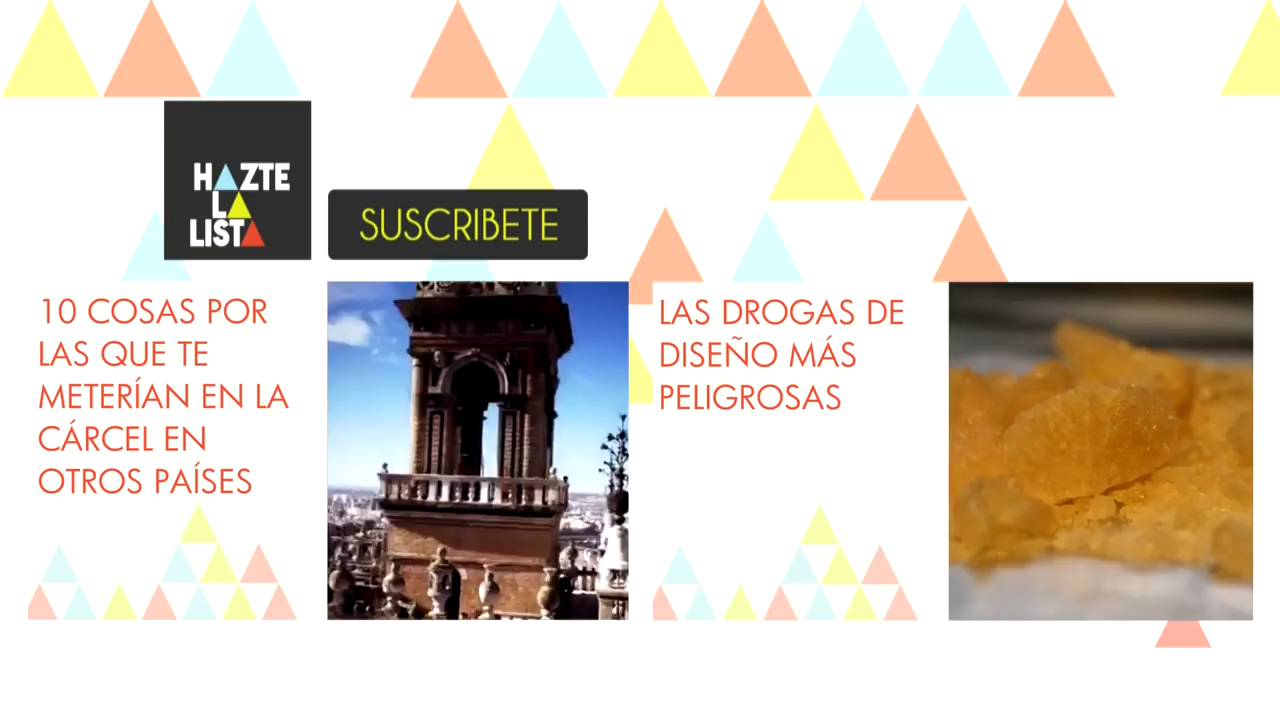 HAZTE
LA
LISTA
SUSCRIBETE
10 COSAS POR
LAS QUE TE
METERÍAN EN LA
CÁRCEL EN
OTROS PAÍSES
LAS DROGAS DE
DISEÑO MÁS
PELIGROSAS